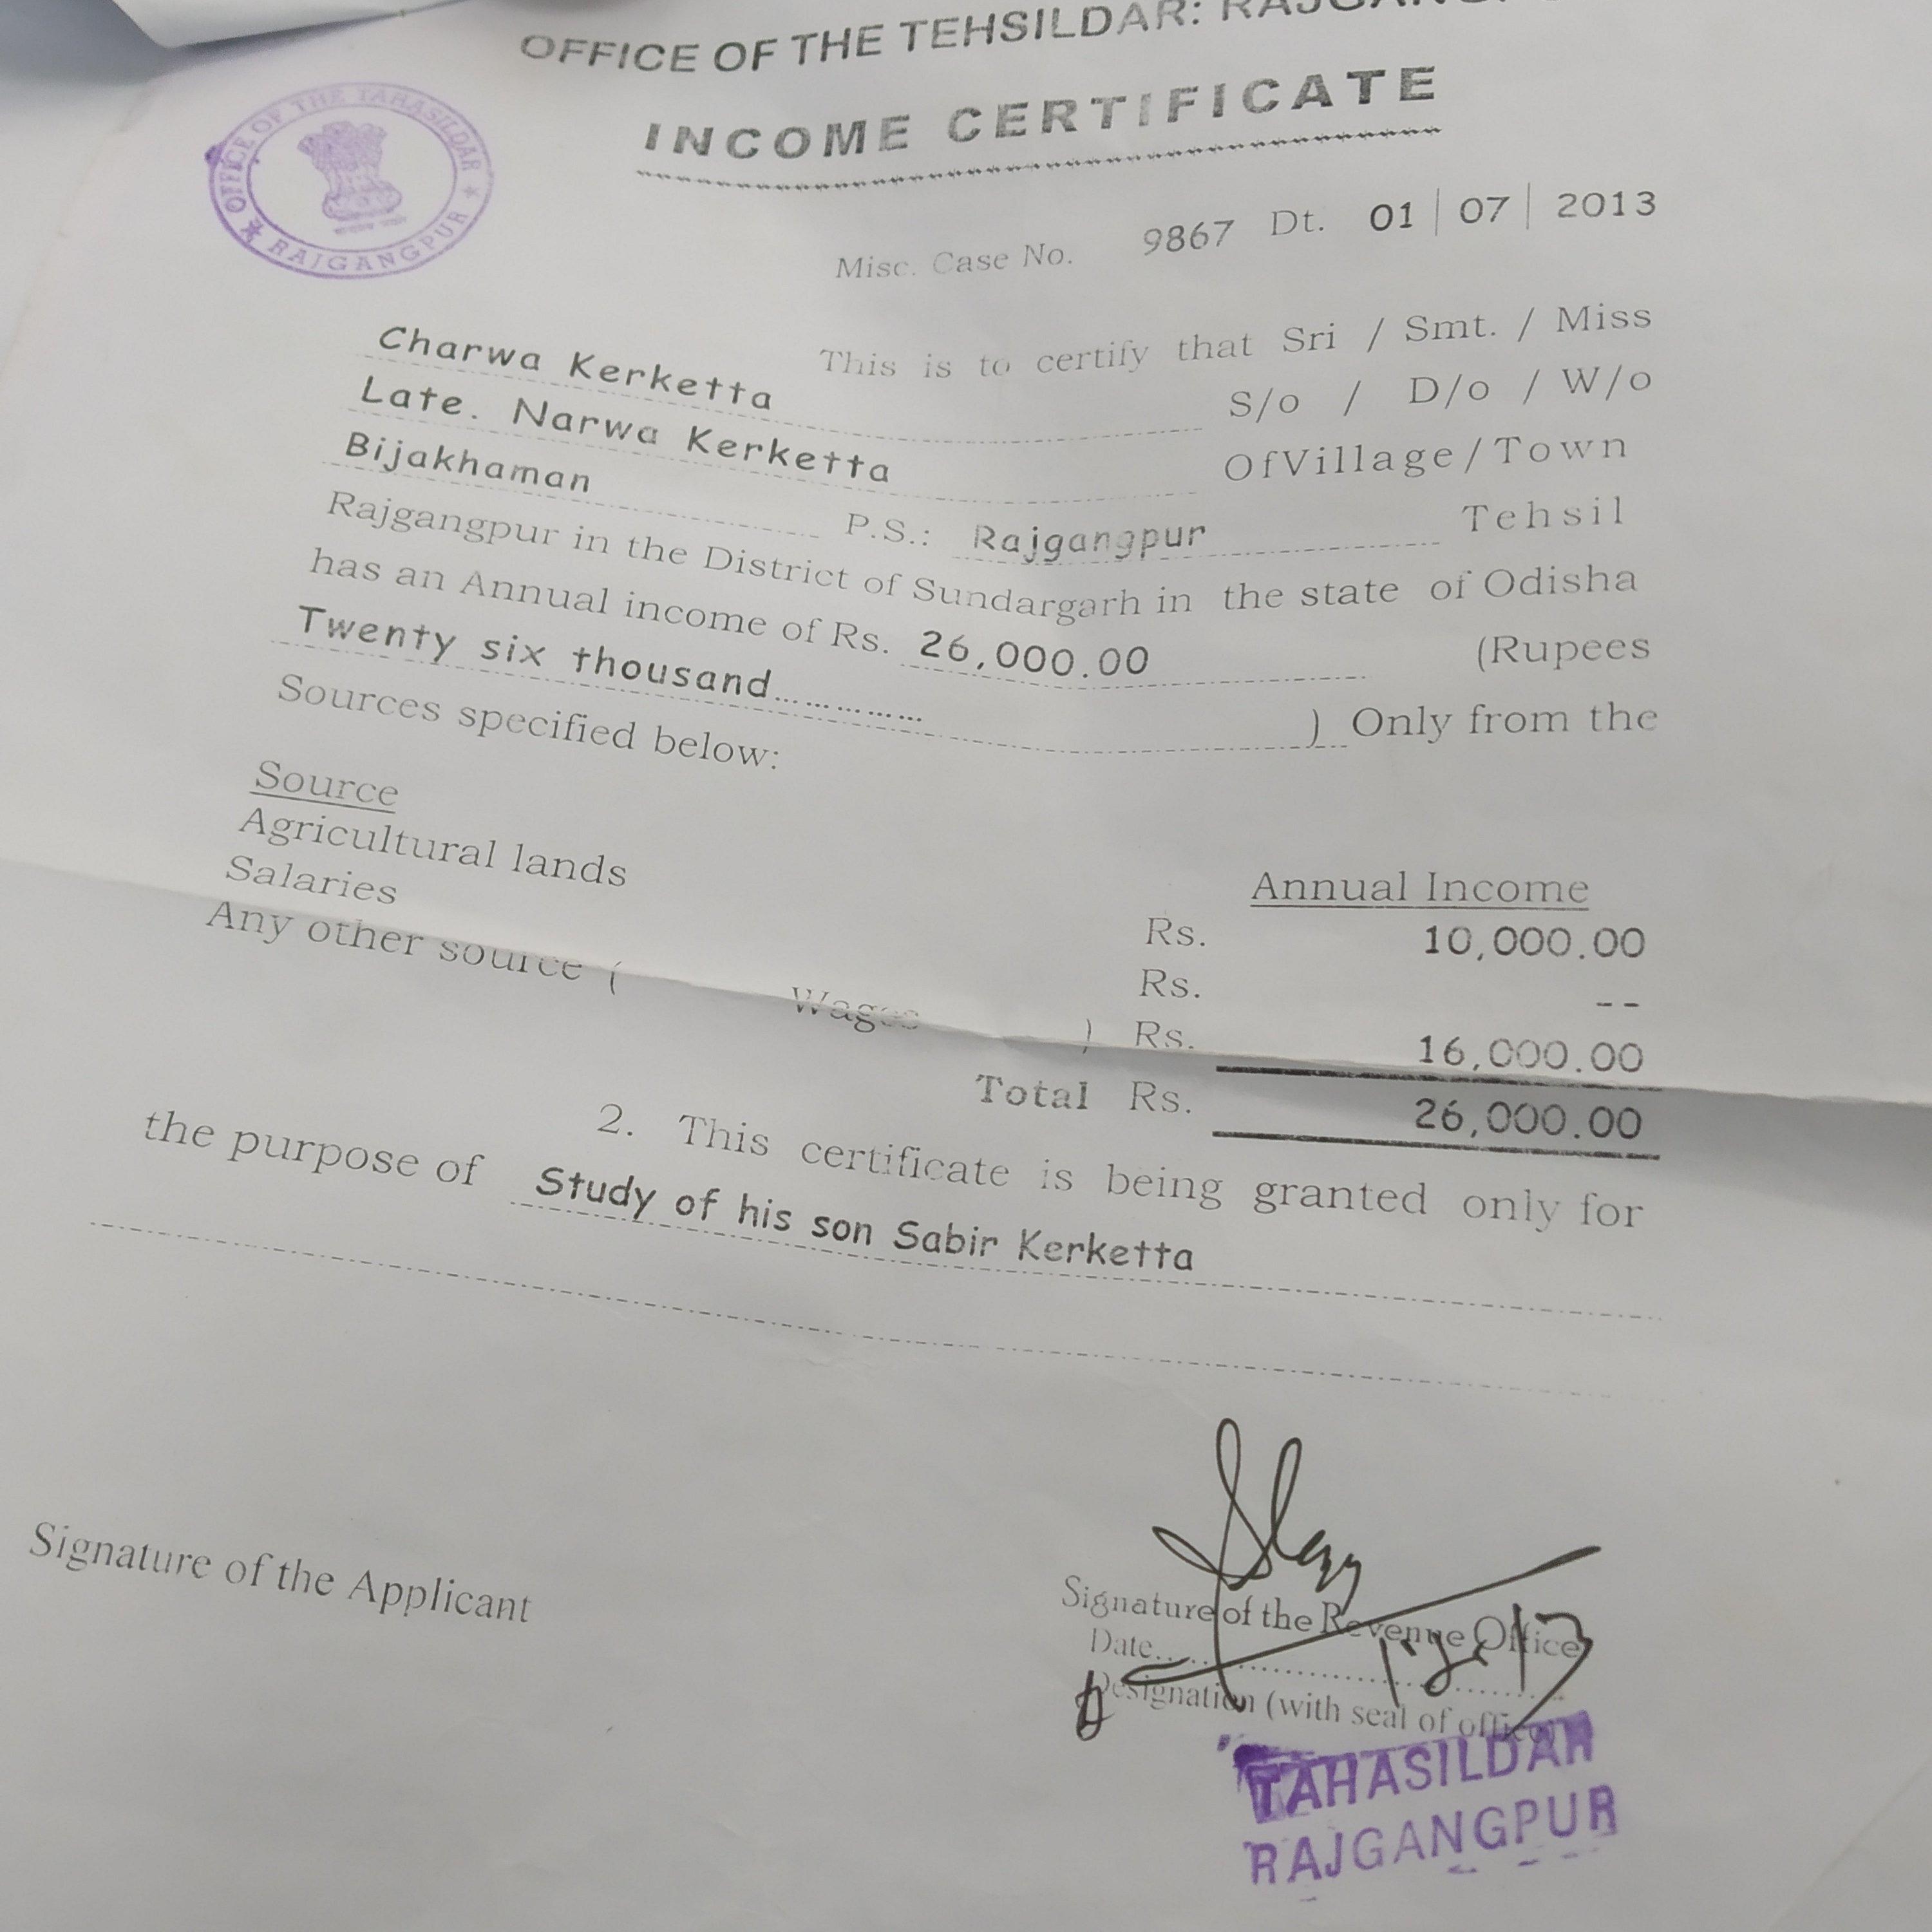 OFFICE OF THE TEHSILDAR:
INCOME CERTIFICATE
OFFICE OF THE TAHASILDAR
RAJGANGPUR
Misc. Case No. 9867 Dt. 01 | 07 | 2013
This is to certify that Sri / Smt. / Miss
Charwa Kerketta S/o / D/o / W/o
Late. Narwa Kerketta OfVillage/Town
Bijakhaman P.S.: Rajgangpur Tehsil
Rajgangpur in the District of Sundargarh in the state of Odisha
has an Annual income of Rs. 26,000.00 (Rupees
Twenty six thousand............. ) Only from the
Sources specified below:
Source Annual Income
Agricultural lands Rs. 10,000.00
Salaries Rs. --
Any other source ( Wages ) Rs. 16,000.00
Total Rs. 26,000.00
2. This certificate is being granted only for
the purpose of Study of his son Sabir Kerketta
Signature of the Applicant
Signature of the Revenue Office
Date
Designation (with seal of office)
TAHASILDAR
RAJGANGPUR